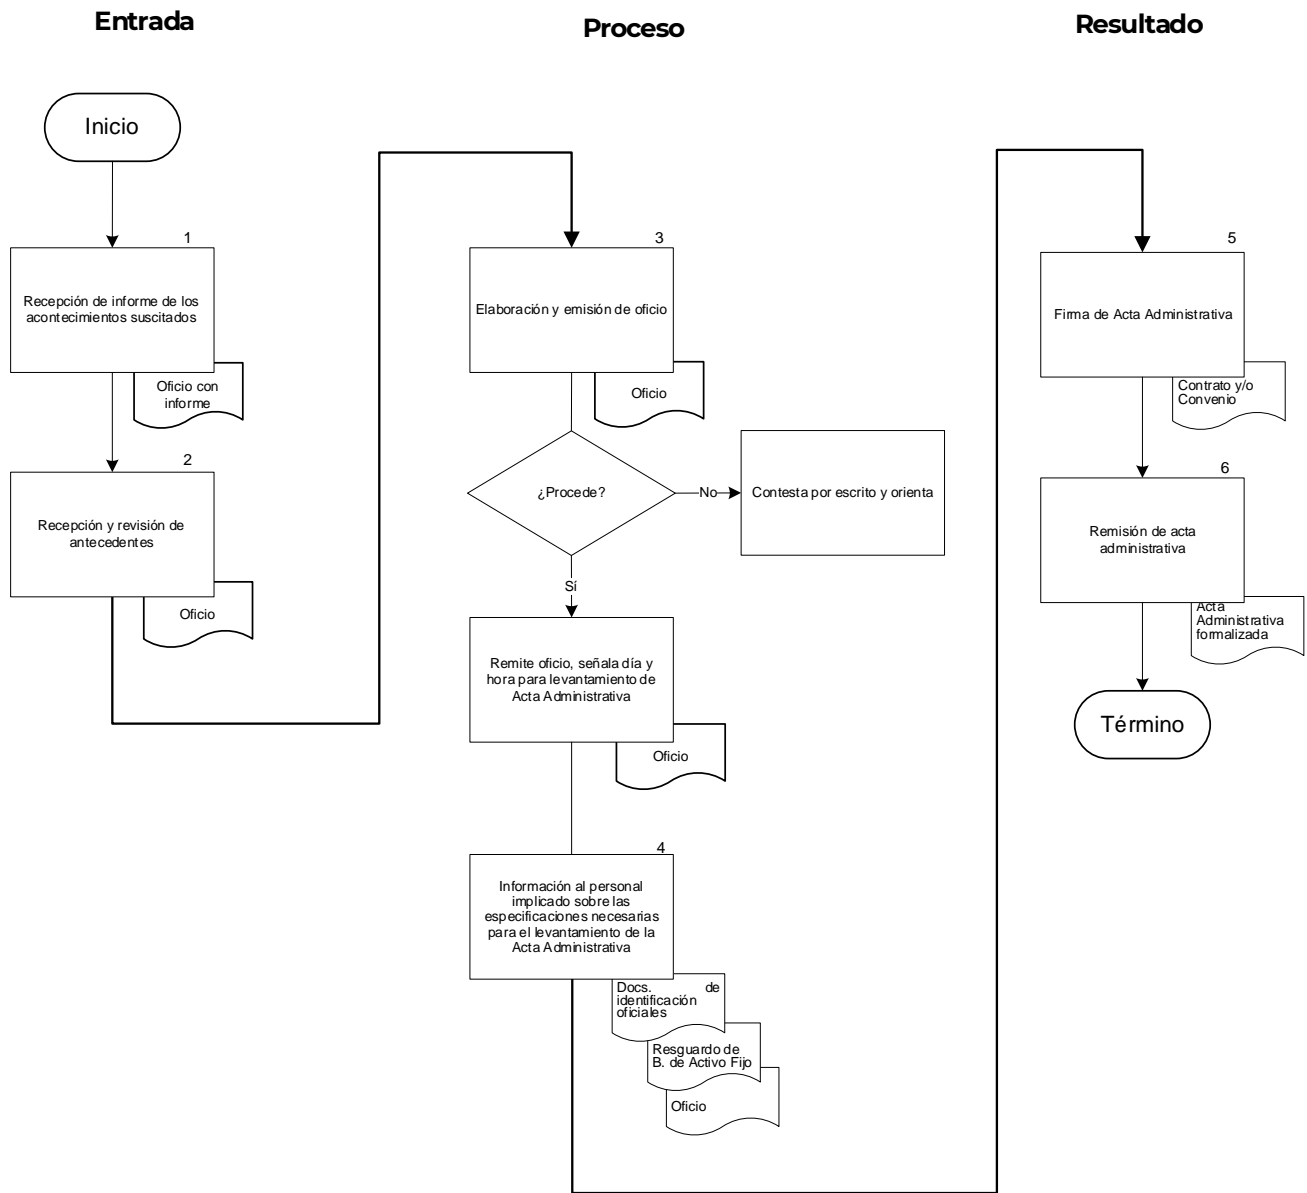 Entrada
Proceso
Resultado
Inicio
1
Recepción de informe de los
acontecimientos suscitados
Oficio con
informe
2
Recepción y revisión de
antecedentes
Oficio
3
Elaboración y emisión de oficio
Oficio
¿Procede?
No
Contesta por escrito y orienta
Sí
Remite oficio, señala día y
hora para levantamiento de
Acta Administrativa
Oficio
4
Información al personal
implicado sobre las
especificaciones necesarias
para el levantamiento de la
Acta Administrativa
Docs. de
identificación
oficiales
Resguardo de
B. de Activo Fijo
Oficio
5
Firma de Acta Administrativa
Contrato y/o
Convenio
6
Remisión de acta
administrativa
Acta
Administrativa
formalizada
Término